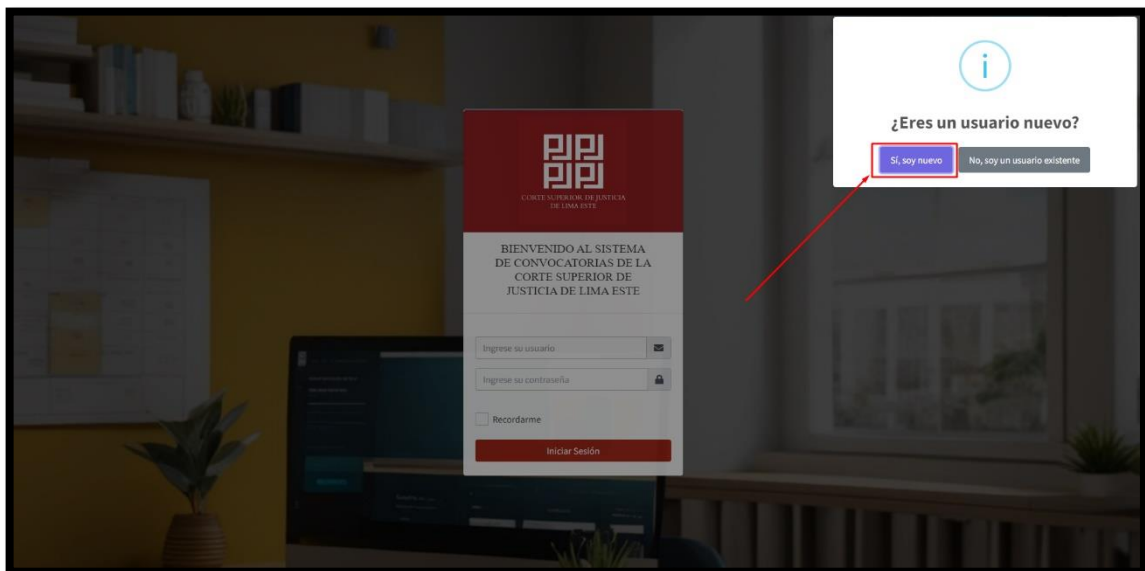 ¿Eres un usuario nuevo?
Sí, soy nuevo
No, soy un usuario existente
CORTE SUPERIOR DE JUSTICIA
DE LIMA ESTE
BIENVENIDO AL SISTEMA
DE CONVOCATORIAS DE LA
CORTE SUPERIOR DE
JUSTICIA DE LIMA ESTE
Ingrese su usuario
Ingrese su contraseña
Recordarme
Iniciar Sesión